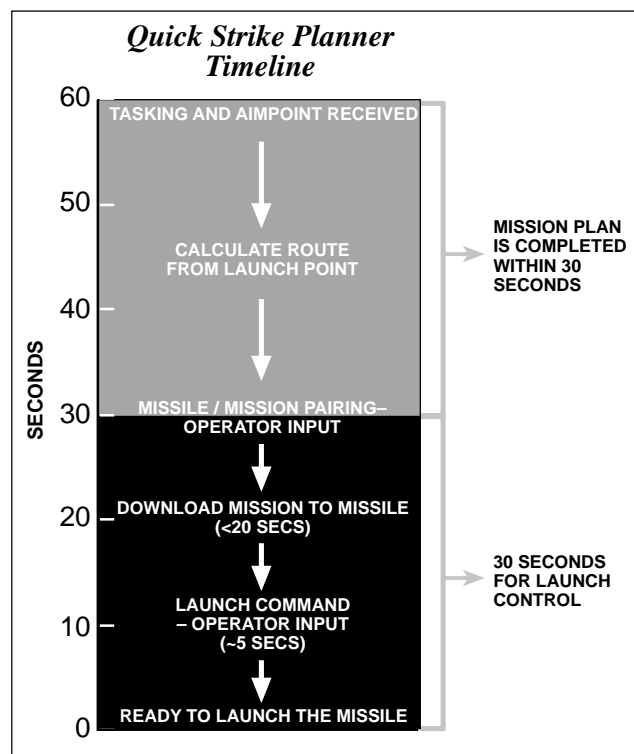 Quick Strike Planner
Timeline
60
TASKING AND AIMPOINT RECEIVED
50
CALCULATE ROUTE
FROM LAUNCH POINT
MISSION PLAN
IS COMPLETED
WITHIN 30
SECONDS
40
SECONDS
30
MISSILE / MISSION PAIRING–
OPERATOR INPUT
DOWNLOAD MISSION TO MISSILE
(<20 SECS)
20
LAUNCH COMMAND
– OPERATOR INPUT
(~5 SECS)
30 SECONDS
FOR LAUNCH
CONTROL
10
READY TO LAUNCH THE MISSILE
0